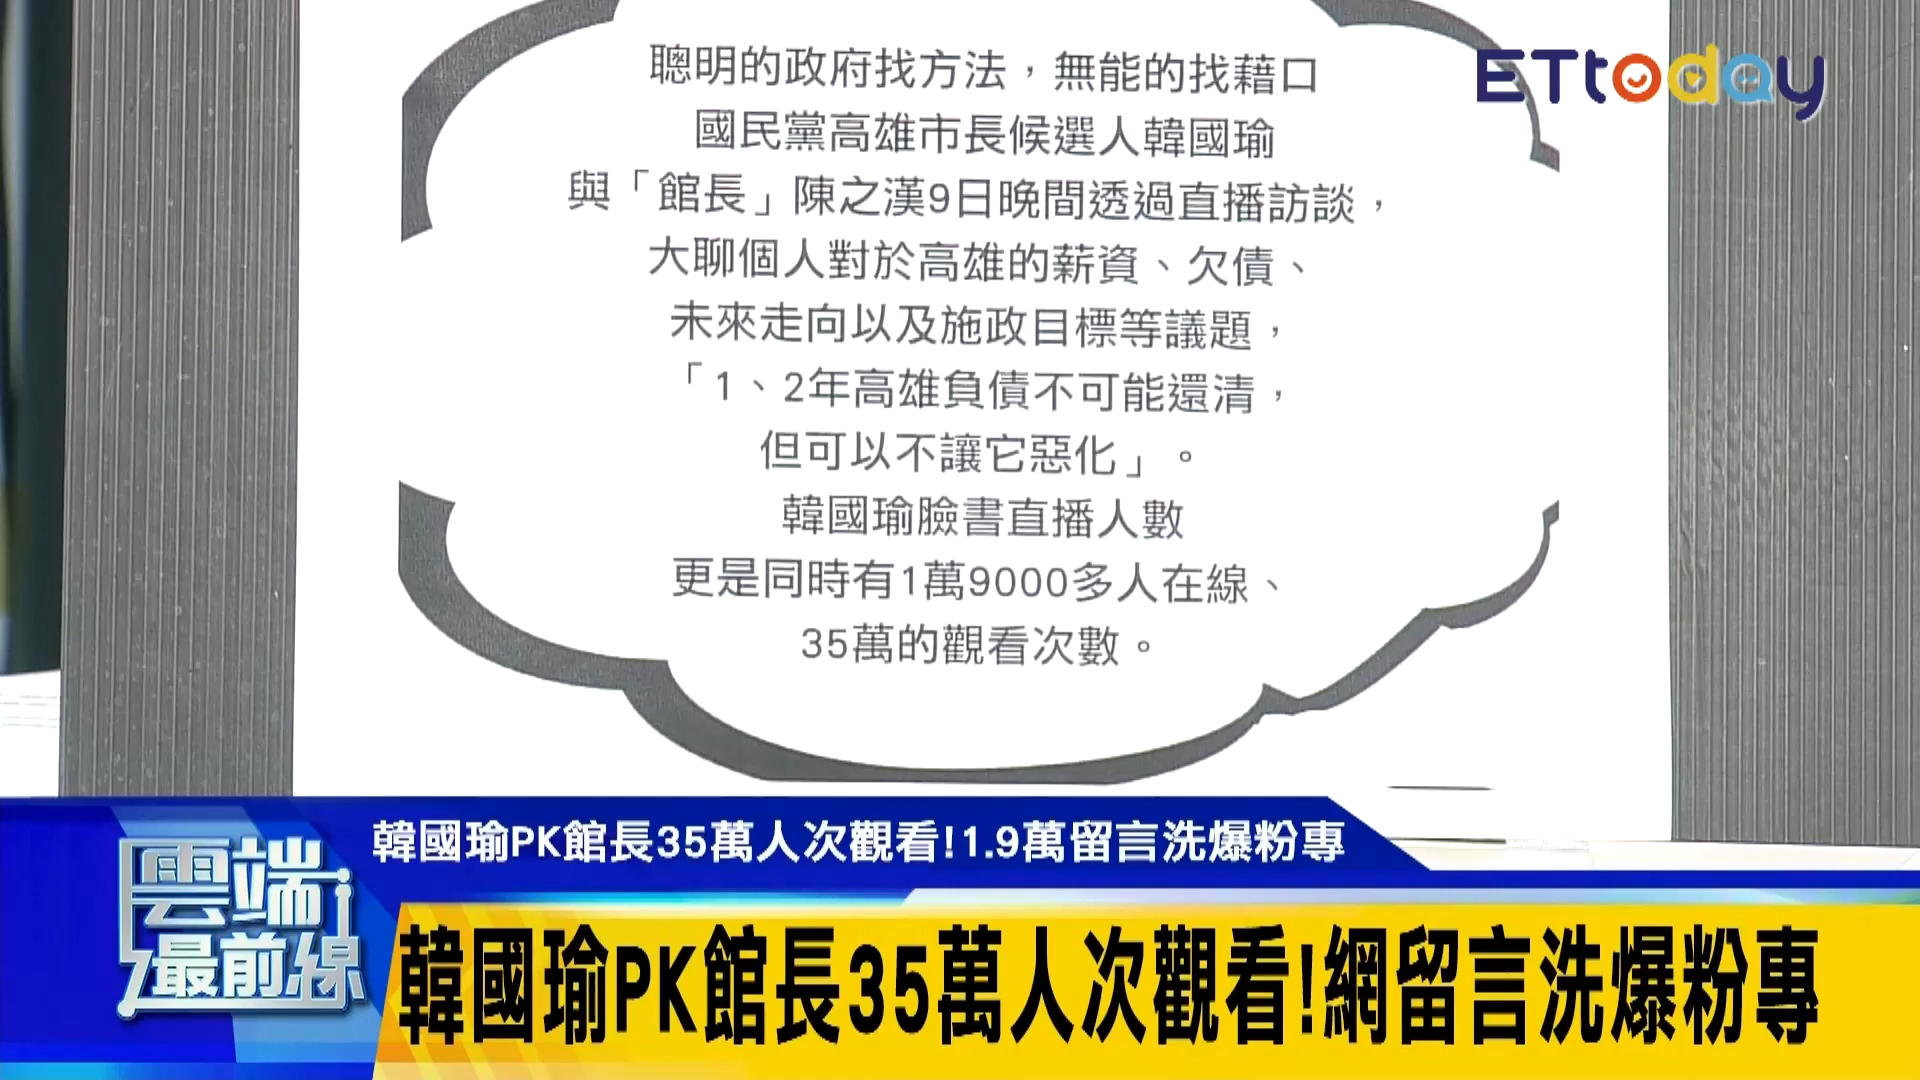 聰明的政府找方法，無能的找藉口
國民黨高雄市長候選人韓國瑜
與「館長」陳之漢9日晚間透過直播訪談，
大聊個人對於高雄的薪資、欠債、
未來走向以及施政目標等議題，
「1、2年高雄負債不可能還清，
但可以不讓它惡化」。
韓國瑜臉書直播人數
更是同時有1萬9000多人在線、
35萬的觀看次數。
ETtoday
韓國瑜PK館長35萬人次觀看!1.9萬留言洗爆粉專
雲端
最前線
韓國瑜PK館長35萬人次觀看!網留言洗爆粉專